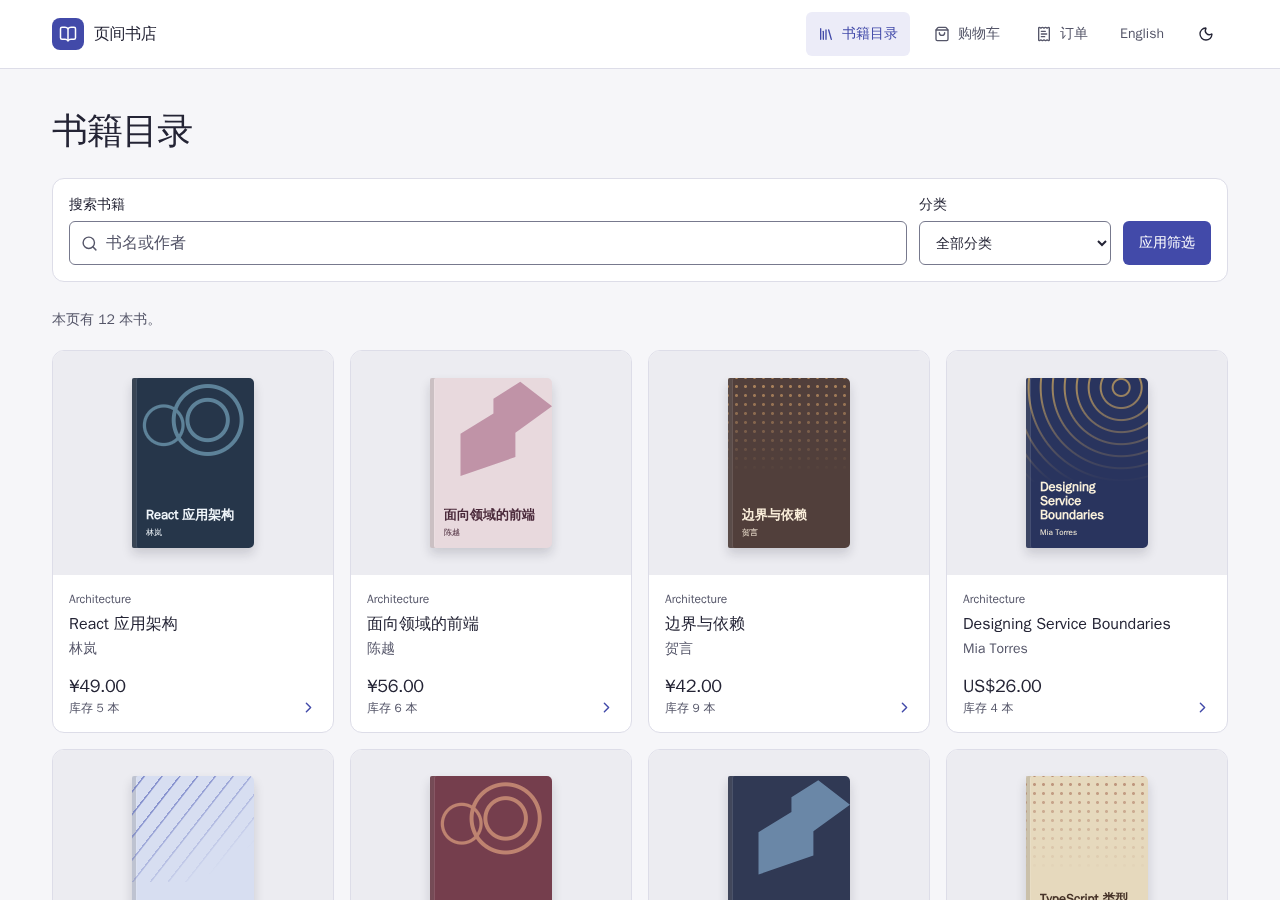 页间书店
书籍目录
购物车
订单
English
书籍目录
搜索书籍
分类
书名或作者
全部分类
应用筛选
本页有 12 本书。
React 应用架构
林岚
面向领域的前端
陈越
边界与依赖
贺言
Designing
Service
Boundaries
Mia Torres
Architecture
React 应用架构
林岚
¥49.00
库存 5 本
Architecture
面向领域的前端
陈越
¥56.00
库存 6 本
Architecture
边界与依赖
贺言
¥42.00
库存 9 本
Architecture
Designing Service Boundaries
Mia Torres
US$26.00
库存 4 本
TypeScript 类型